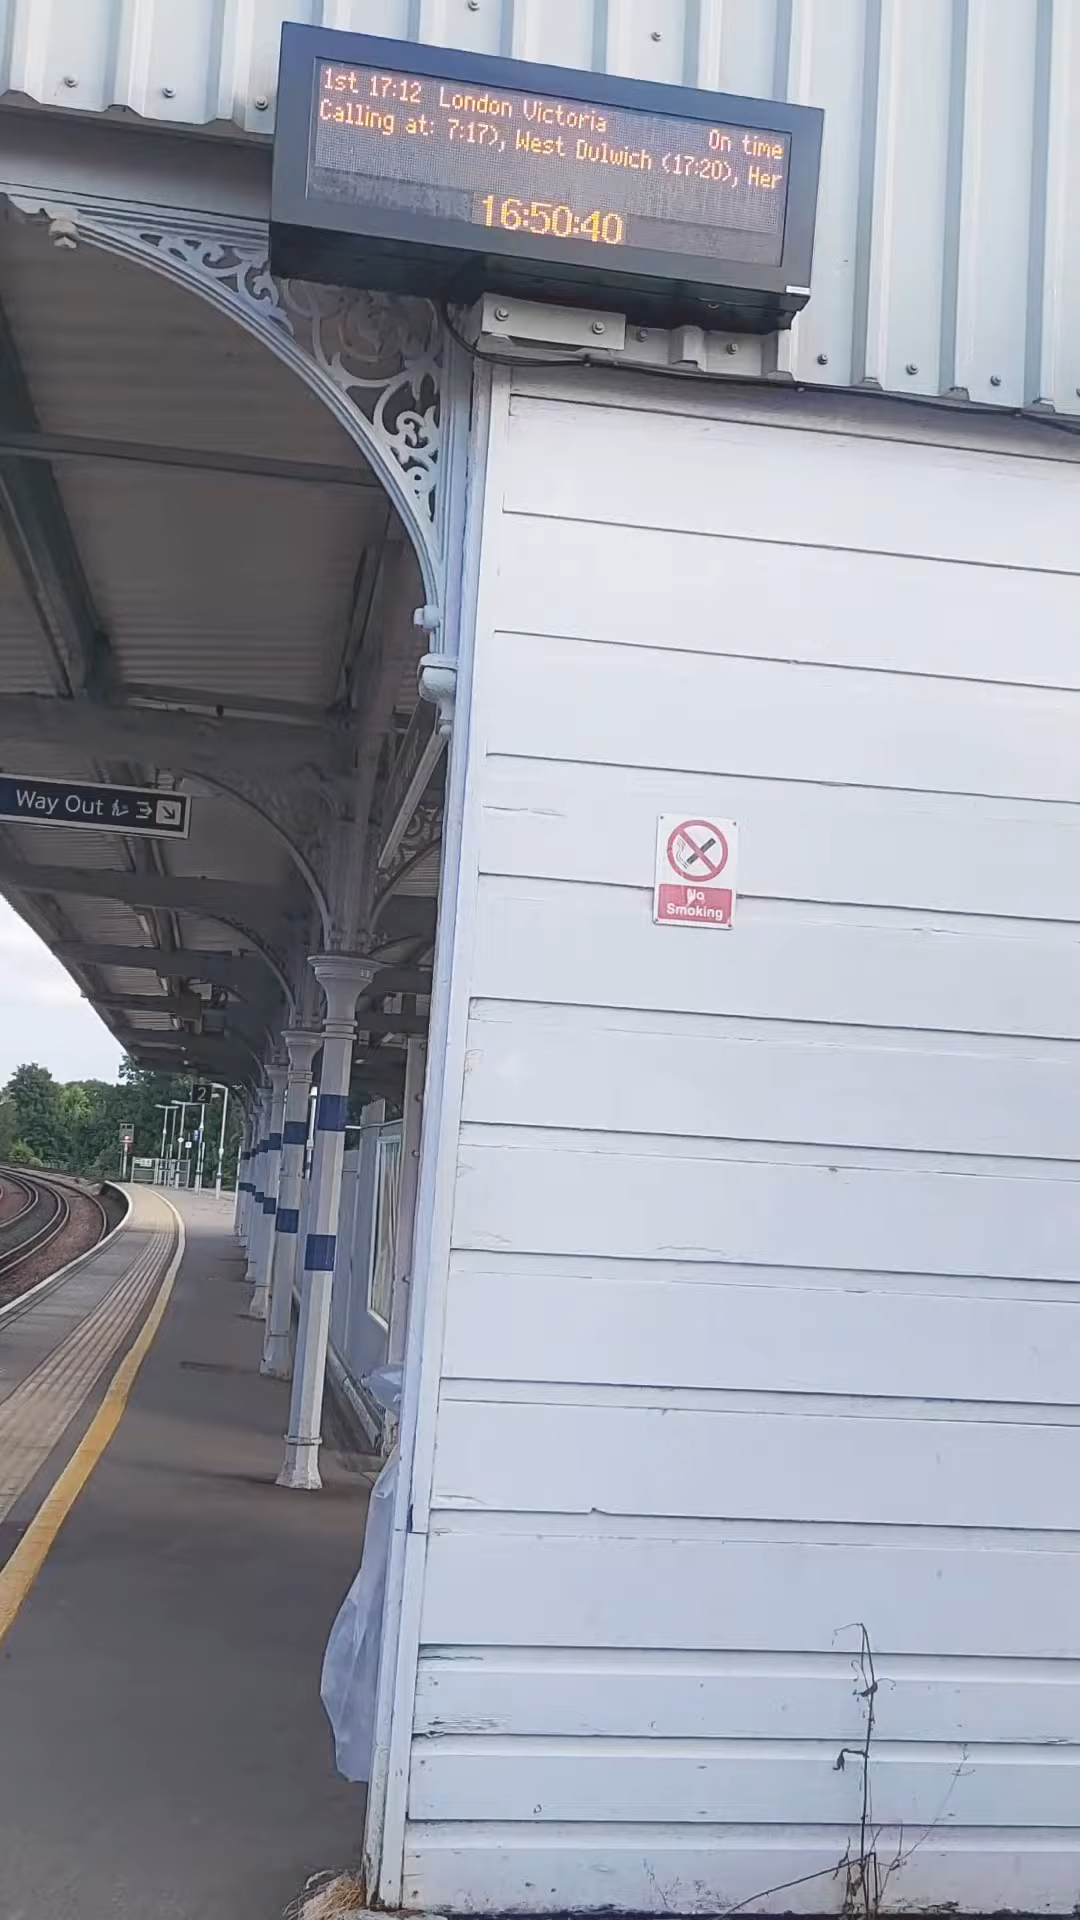 1st 17:12 London Victoria On time
Calling at: 7:17), West Dulwich (17:20), Her
16:50:40
Way Out
No
Smoking
2